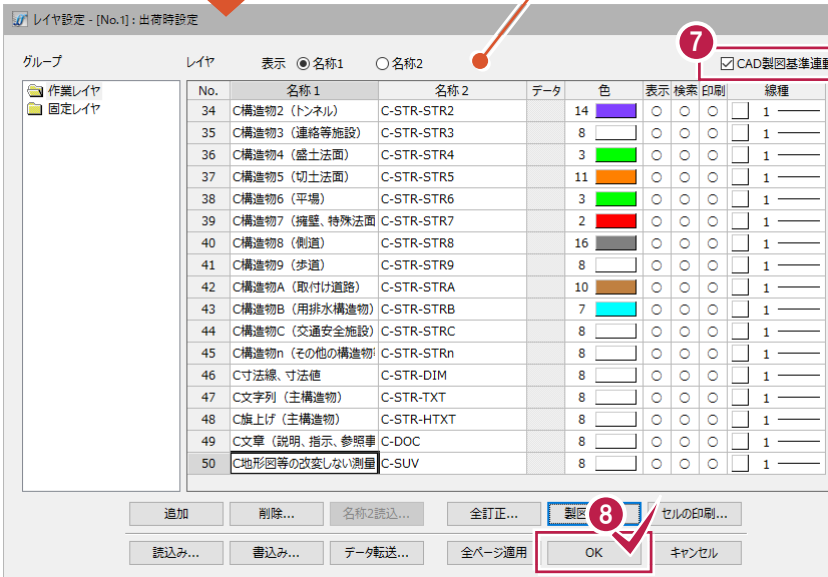 レイヤ設定 - [No.1] : 出荷時設定
グループ レイヤ 表示 名称1 名称2 7 CAD製図基準連動
作業レイヤ
固定レイヤ
No. 名称1 名称2 データ 色 表示 検索 印刷 線種
34 C構造物2（トンネル） C-STR-STR2 14 ○ ○ ○ 1
35 C構造物3（連絡等施設） C-STR-STR3 8 ○ ○ ○ 1
36 C構造物4（盛土法面） C-STR-STR4 3 ○ ○ ○ 1
37 C構造物5（切土法面） C-STR-STR5 11 ○ ○ ○ 1
38 C構造物6（平場） C-STR-STR6 3 ○ ○ ○ 1
39 C構造物7（擁壁、特殊法面 C-STR-STR7 2 ○ ○ ○ 1
40 C構造物8（側道） C-STR-STR8 16 ○ ○ ○ 1
41 C構造物9（歩道） C-STR-STR9 8 ○ ○ ○ 1
42 C構造物A（取付け道路） C-STR-STRA 10 ○ ○ ○ 1
43 C構造物B（用排水構造物） C-STR-STRB 7 ○ ○ ○ 1
44 C構造物C（交通安全施設） C-STR-STRC 8 ○ ○ ○ 1
45 C構造物n（その他の構造物 C-STR-STRn 8 ○ ○ ○ 1
46 C寸法線、寸法値 C-STR-DIM 8 ○ ○ ○ 1
47 C文字列（主構造物） C-STR-TXT 8 ○ ○ ○ 1
48 C旗上げ（主構造物） C-STR-HTXT 8 ○ ○ ○ 1
49 C文章（説明、指示、参照事 C-DOC 8 ○ ○ ○ 1
50 C地形図等の改変しない測量 C-SUV 8 ○ ○ ○ 1
追加 削除... 名称2読込... 全訂正... 製図 8 セルの印刷...
読込み... 書込み... データ転送... 全ページ適用 OK キャンセル